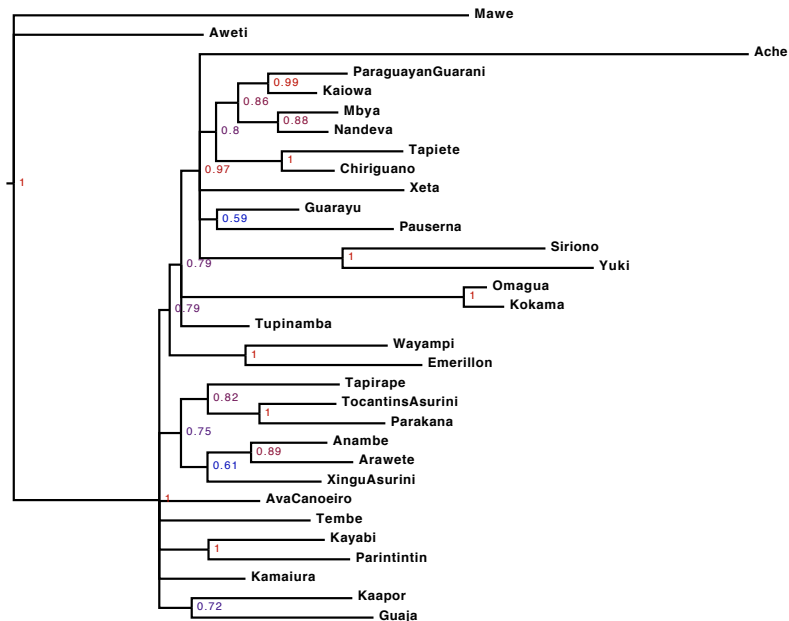 Mawe
Aweti
Ache
ParaguayanGuarani
0.99
Kaiowa
0.86
Mbya
0.88
Nandeva
0.8
Tapiete
1
Chiriguano
0.97
1
Xeta
Guarayu
0.59
Pauserna
Siriono
1
Yuki
0.79
Omagua
1
Kokama
0.79
Tupinamba
Wayampi
1
Emerillon
Tapirape
0.82
TocantinsAsurini
1
Parakana
0.75
Anambe
0.89
Arawete
0.61
XinguAsurini
1
AvaCanoeiro
Tembe
Kayabi
1
Parintintin
Kamaiura
Kaapor
0.72
Guaja